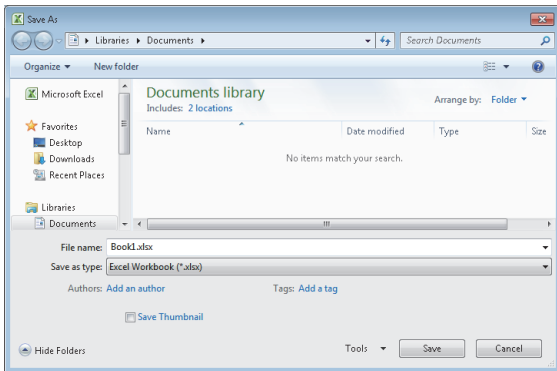 Save As
Libraries Documents Search Documents
Organize New folder
Microsoft Excel
Favorites
Desktop
Downloads
Recent Places
Libraries
Documents
Documents library
Includes: 2 locations
Arrange by: Folder
Name Date modified Type Size
No items match your search.
File name: Book1.xlsx
Save as type: Excel Workbook (*.xlsx)
Authors: Add an author Tags: Add a tag
Save Thumbnail
Hide Folders Tools Save Cancel